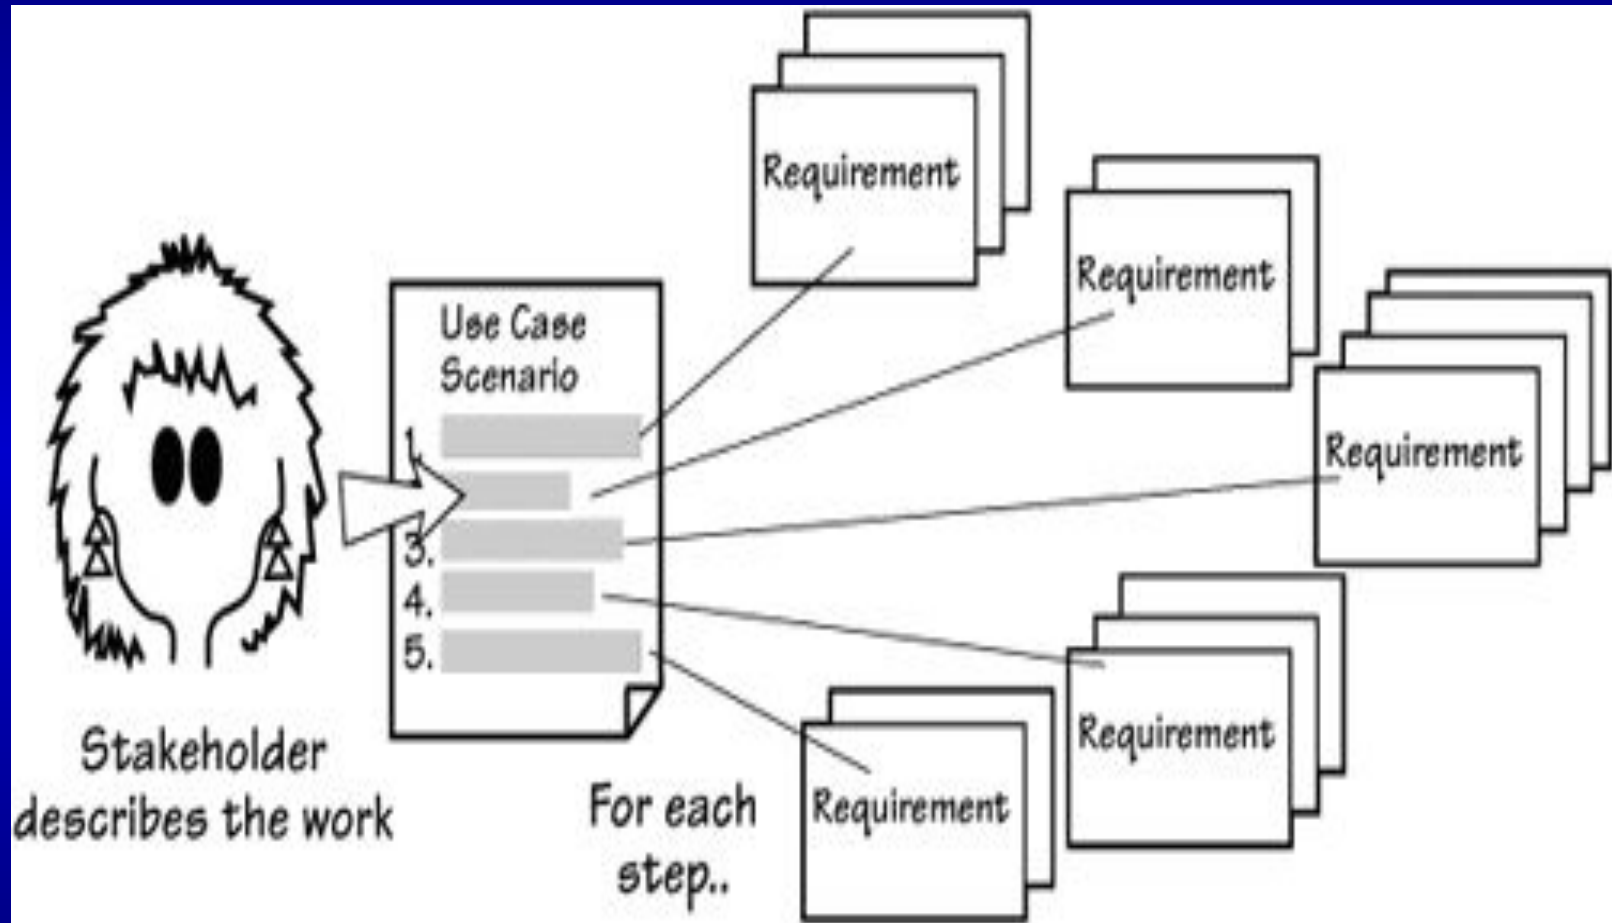 Use Case
Scenario
1.
3.
4.
5.
Requirement
Requirement
Requirement
Requirement
Requirement
Stakeholder
describes the work
For each
step..